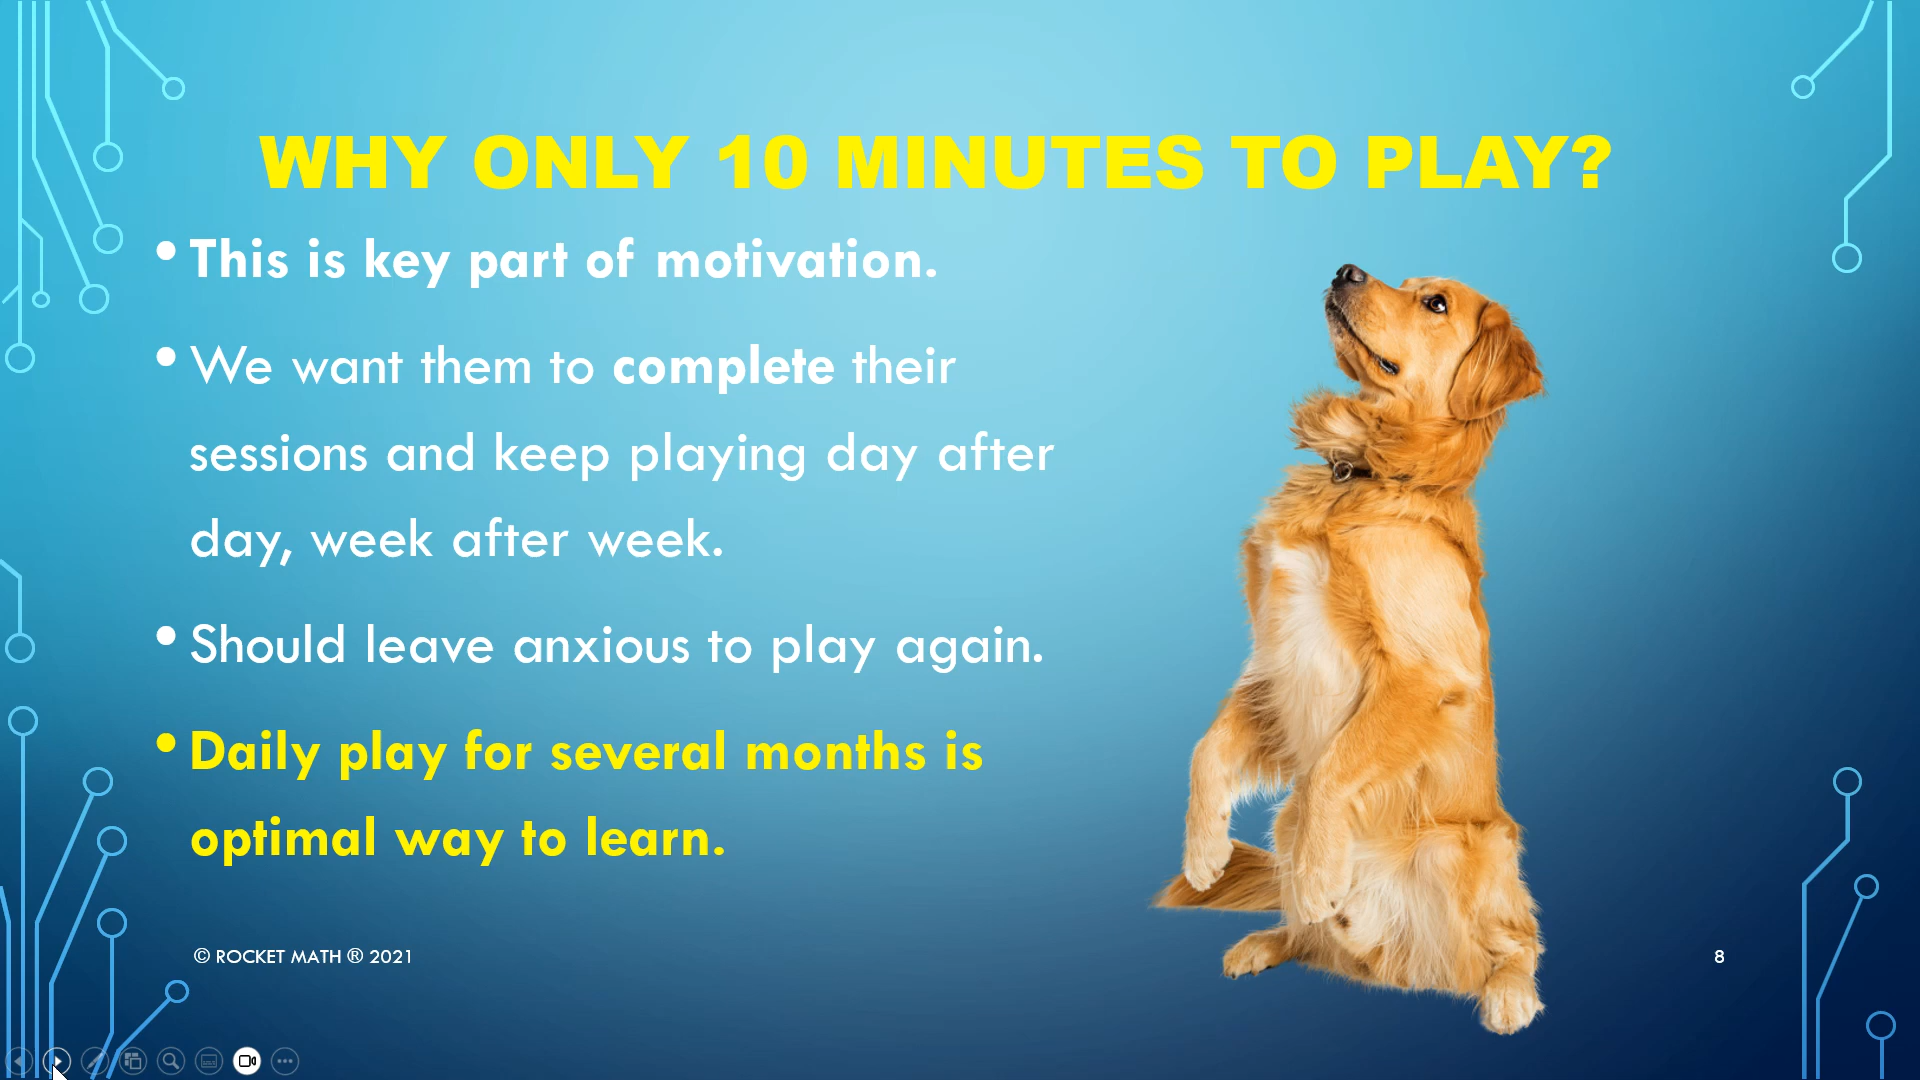 WHY ONLY 10 MINUTES TO PLAY?
• This is key part of motivation.
• We want them to complete their
sessions and keep playing day after
day, week after week.
• Should leave anxious to play again.
• Daily play for several months is
optimal way to learn.
© ROCKET MATH ® 2021
8